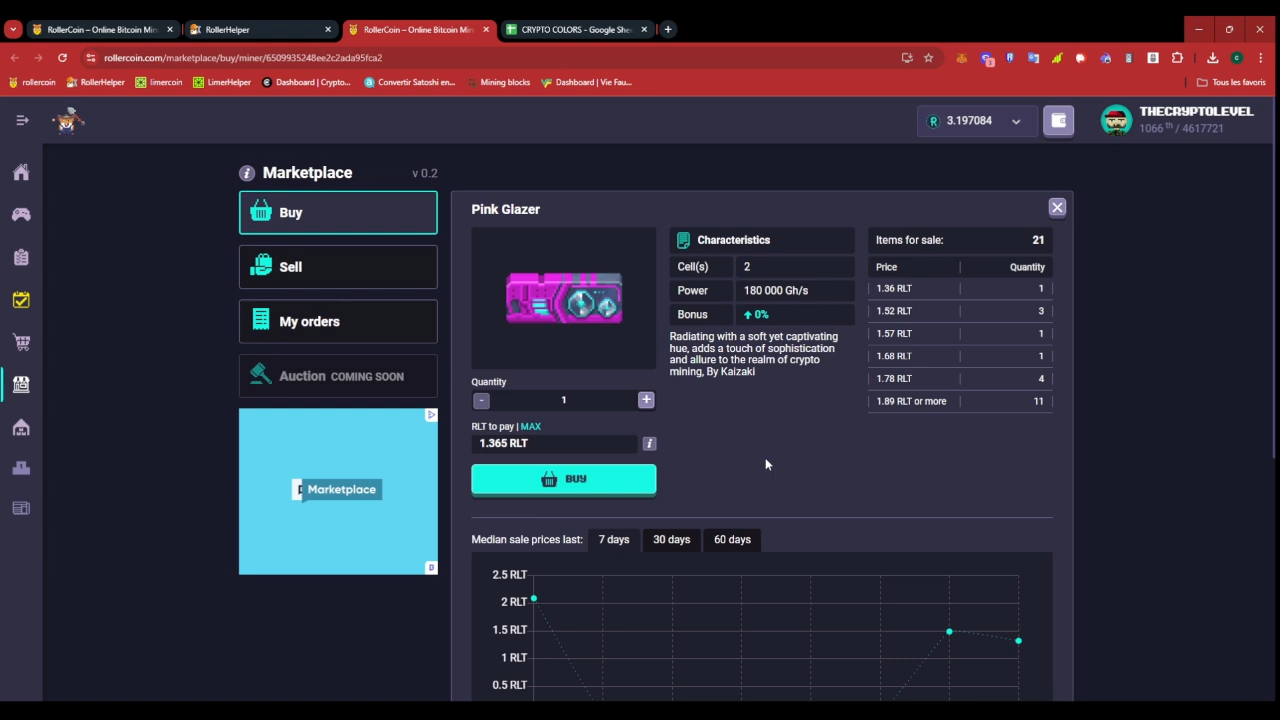 RollerCoin – Online Bitcoin Min
RollerHelper
RollerCoin – Online Bitcoin Min
CRYPTO COLORS - Google She
rollercoin.com/marketplace/buy/miner/6509935248ee2c2ada95fca2
rollercoin
RollerHelper
limercoin
LimerHelper
Dashboard | Crypto...
Convertir Satoshi en...
Mining blocks
Dashboard | Vie Fau...
Tous les favoris
3.197084
THECRYPTOLEVEL
1066 th / 4617721
Marketplace
v 0.2
Buy
Sell
My orders
Auction COMING SOON
Marketplace
Pink Glazer
Quantity
- 1 +
RLT to pay | MAX
1.365 RLT
BUY
Characteristics
Cell(s) 2
Power 180 000 Gh/s
Bonus 0%
Radiating with a soft yet captivating
hue, adds a touch of sophistication
and allure to the realm of crypto
mining, By Kaizaki
Items for sale: 21
Price | Quantity
1.36 RLT 1
1.52 RLT 3
1.57 RLT 1
1.68 RLT 1
1.78 RLT 4
1.89 RLT or more 11
Median sale prices last: 7 days 30 days 60 days
2.5 RLT
2 RLT
1.5 RLT
1 RLT
0.5 RLT